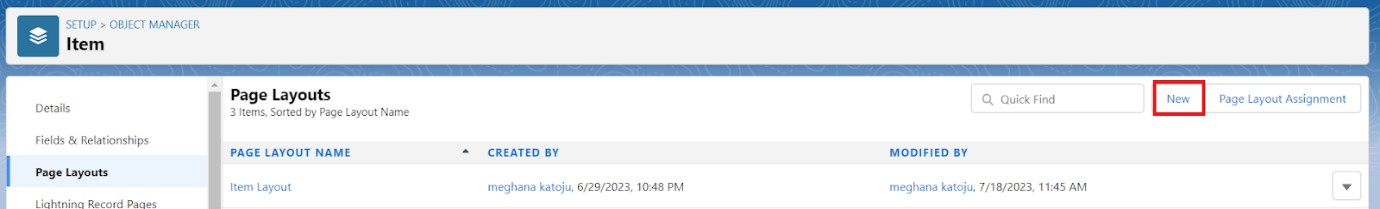 SETUP > OBJECT MANAGER
Item
Details
Fields & Relationships
Page Layouts
Lightning Record Pages
Page Layouts
3 Items, Sorted by Page Layout Name
Quick Find
New
Page Layout Assignment
PAGE LAYOUT NAME CREATED BY MODIFIED BY
Item Layout meghana katoju, 6/29/2023, 10:48 PM meghana katoju, 7/18/2023, 11:45 AM